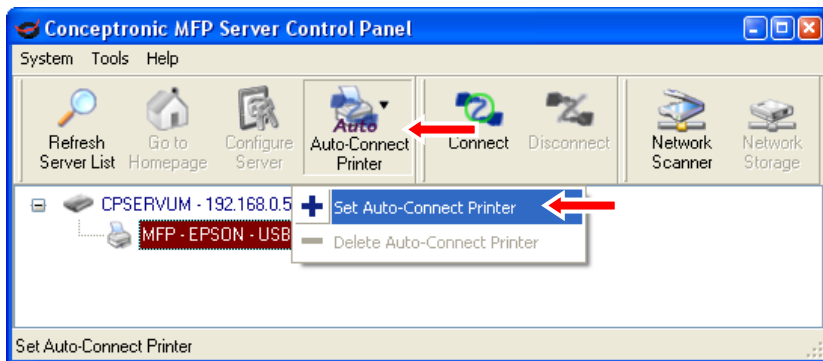 Conceptronic MFP Server Control Panel
System Tools Help
Refresh Server List
Go to Homepage
Configure Server
Auto
Auto-Connect Printer
Connect
Disconnect
Network Scanner
Network Storage
CPSERVUM - 192.168.0.5
MFP - EPSON - USB
Set Auto-Connect Printer
Delete Auto-Connect Printer
Set Auto-Connect Printer